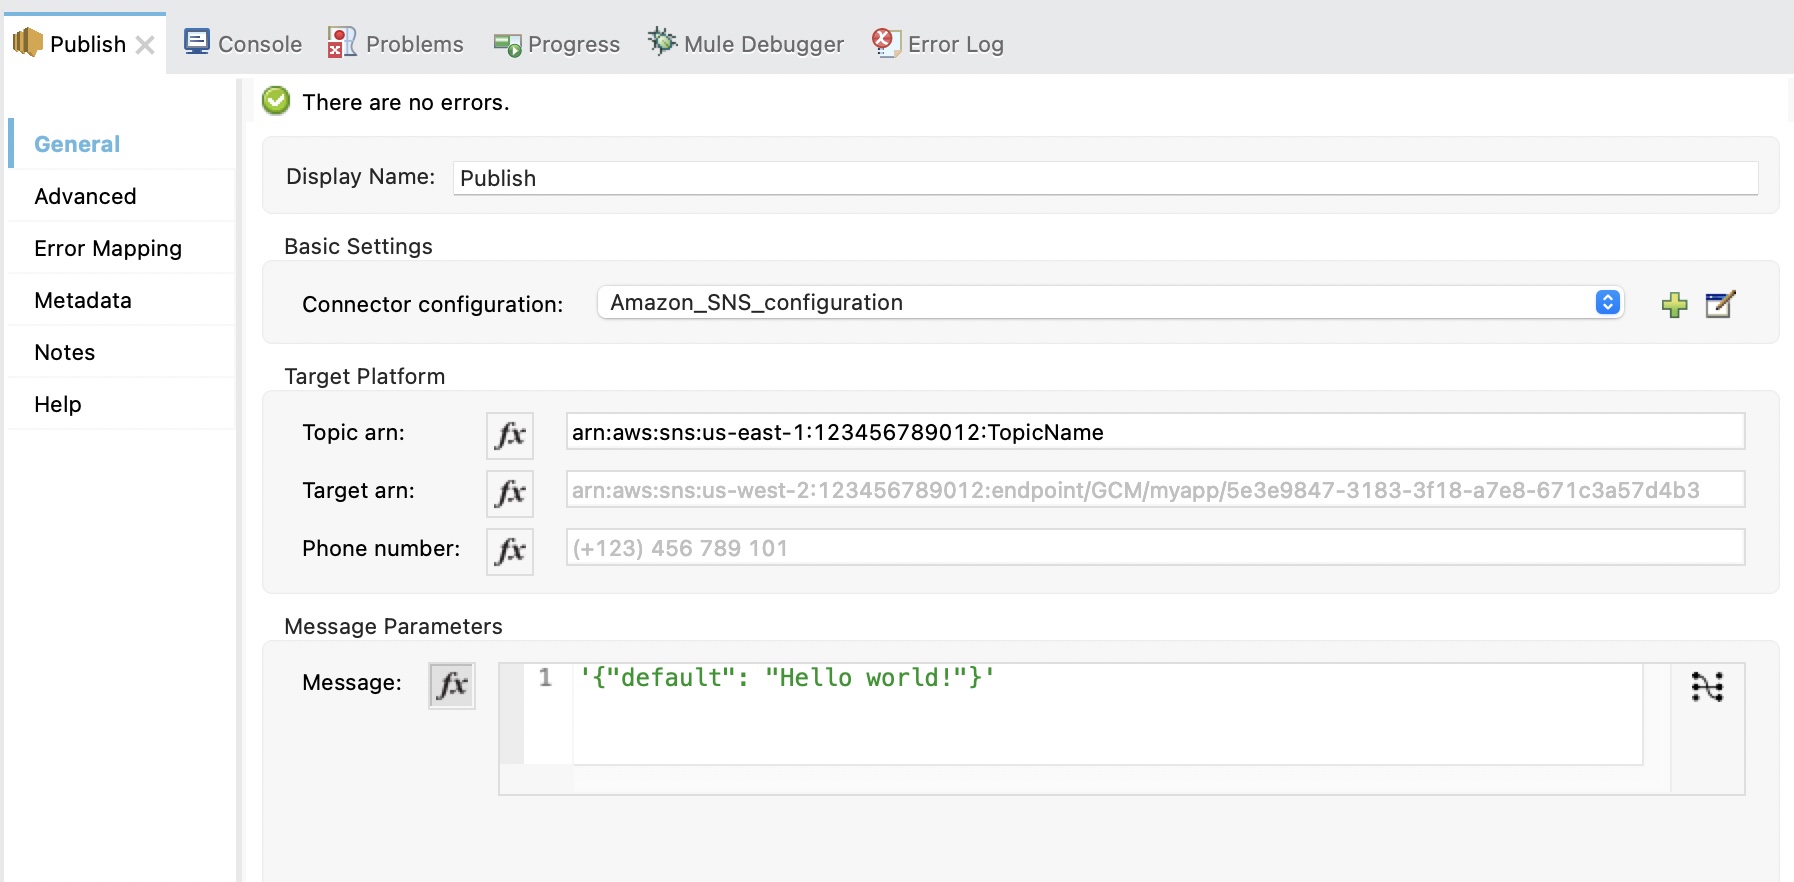 Publish Console Problems Progress Mule Debugger Error Log
There are no errors.
General
Advanced
Error Mapping
Metadata
Notes
Help
Display Name: Publish
Basic Settings
Connector configuration: Amazon_SNS_configuration
Target Platform
Topic arn: fx arn:aws:sns:us-east-1:123456789012:TopicName
Target arn: fx arn:aws:sns:us-west-2:123456789012:endpoint/GCM/myapp/5e3e9847-3183-3f18-a7e8-671c3a57d4b3
Phone number: fx (+123) 456 789 101
Message Parameters
Message: fx 1 '{"default": "Hello world!"}'